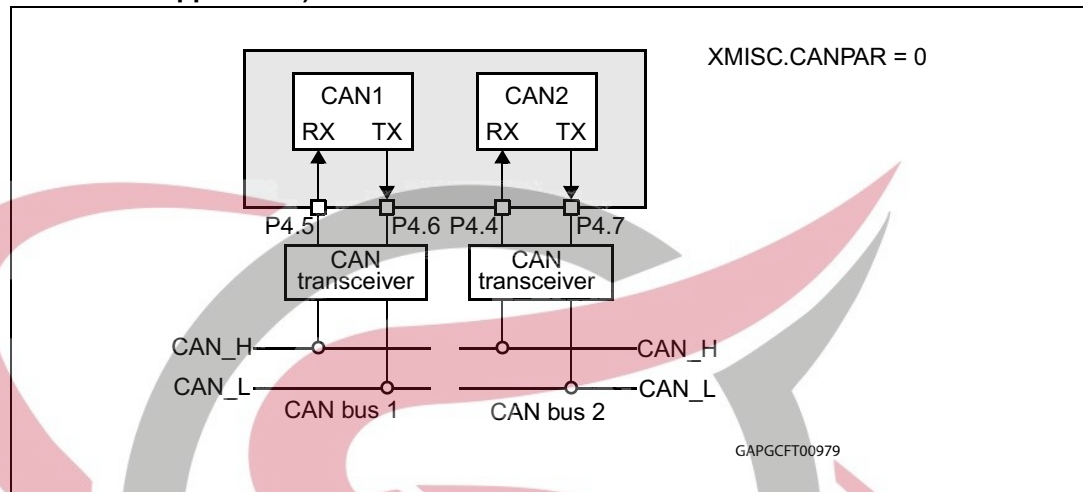 XMISC.CANPAR = 0
CAN1 CAN2
RX TX RX TX
P4.5 P4.6 P4.4 P4.7
CAN transceiver CAN transceiver
CAN_H CAN_H
CAN_L CAN_L
CAN bus 1 CAN bus 2
GAPGCFT00979